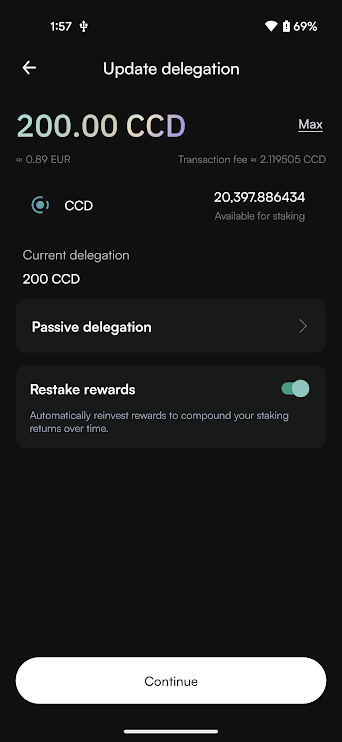 1:57 69%
Update delegation
200.00 CCD Max
≈ 0.89 EUR Transaction fee ≈ 2.119505 CCD
CCD 20,397.886434
Available for staking
Current delegation
200 CCD
Passive delegation
Restake rewards
Automatically reinvest rewards to compound your staking
returns over time.
Continue